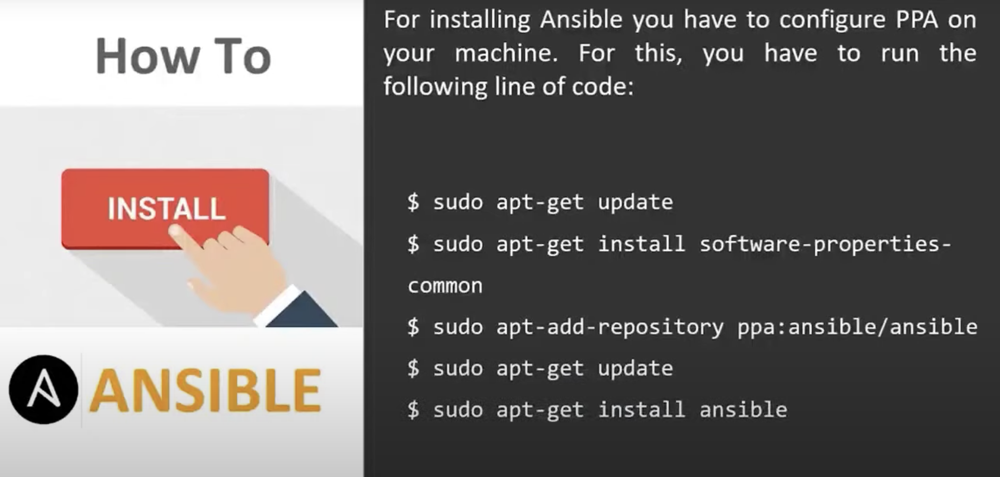 How To
INSTALL
ANSIBLE
For installing Ansible you have to configure PPA on
your machine. For this, you have to run the
following line of code:
$ sudo apt-get update
$ sudo apt-get install software-properties-
common
$ sudo apt-add-repository ppa:ansible/ansible
$ sudo apt-get update
$ sudo apt-get install ansible